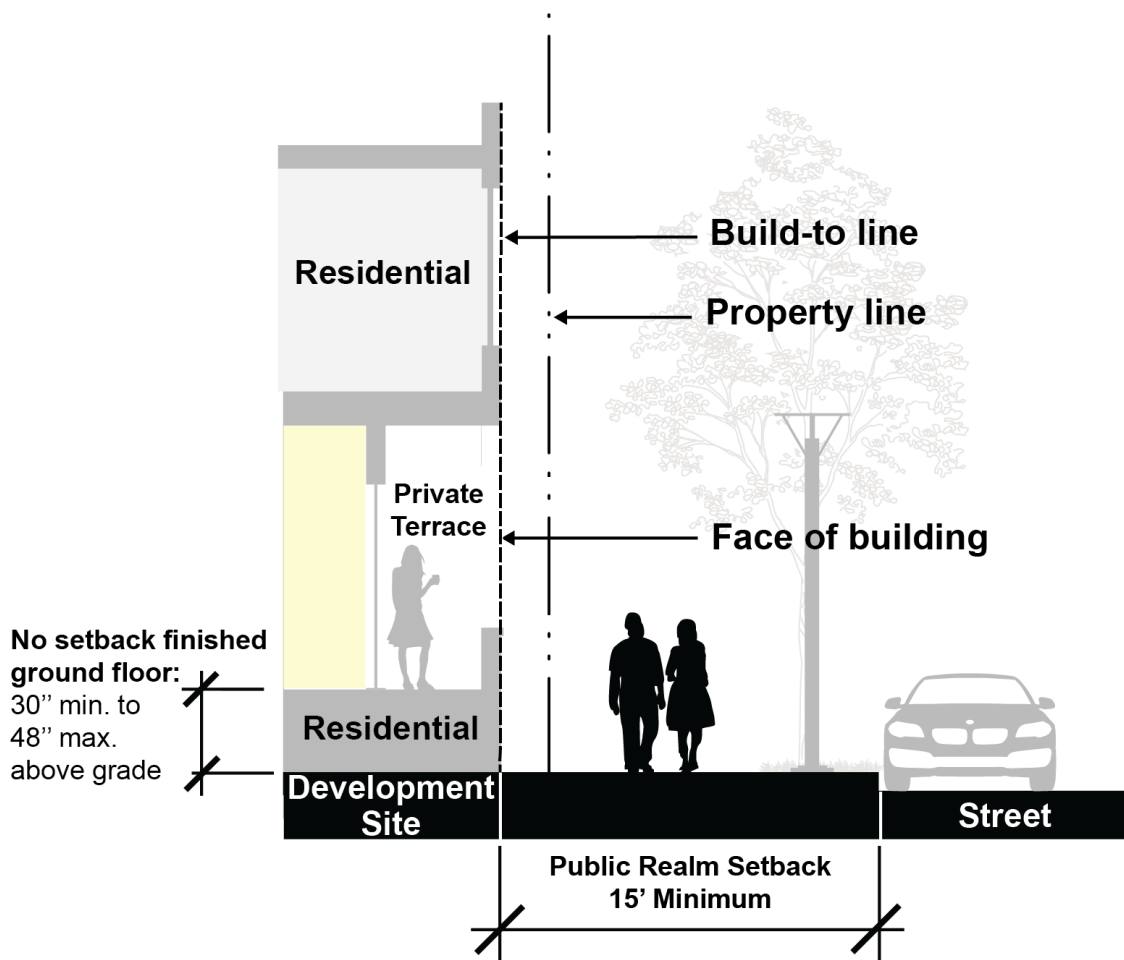 Build-to line
Residential
Property line
Private
Terrace
Face of building
No setback finished
ground floor:
30’’ min. to
48’’ max.
above grade
Residential
Development
Site
Street
Public Realm Setback
15’ Minimum